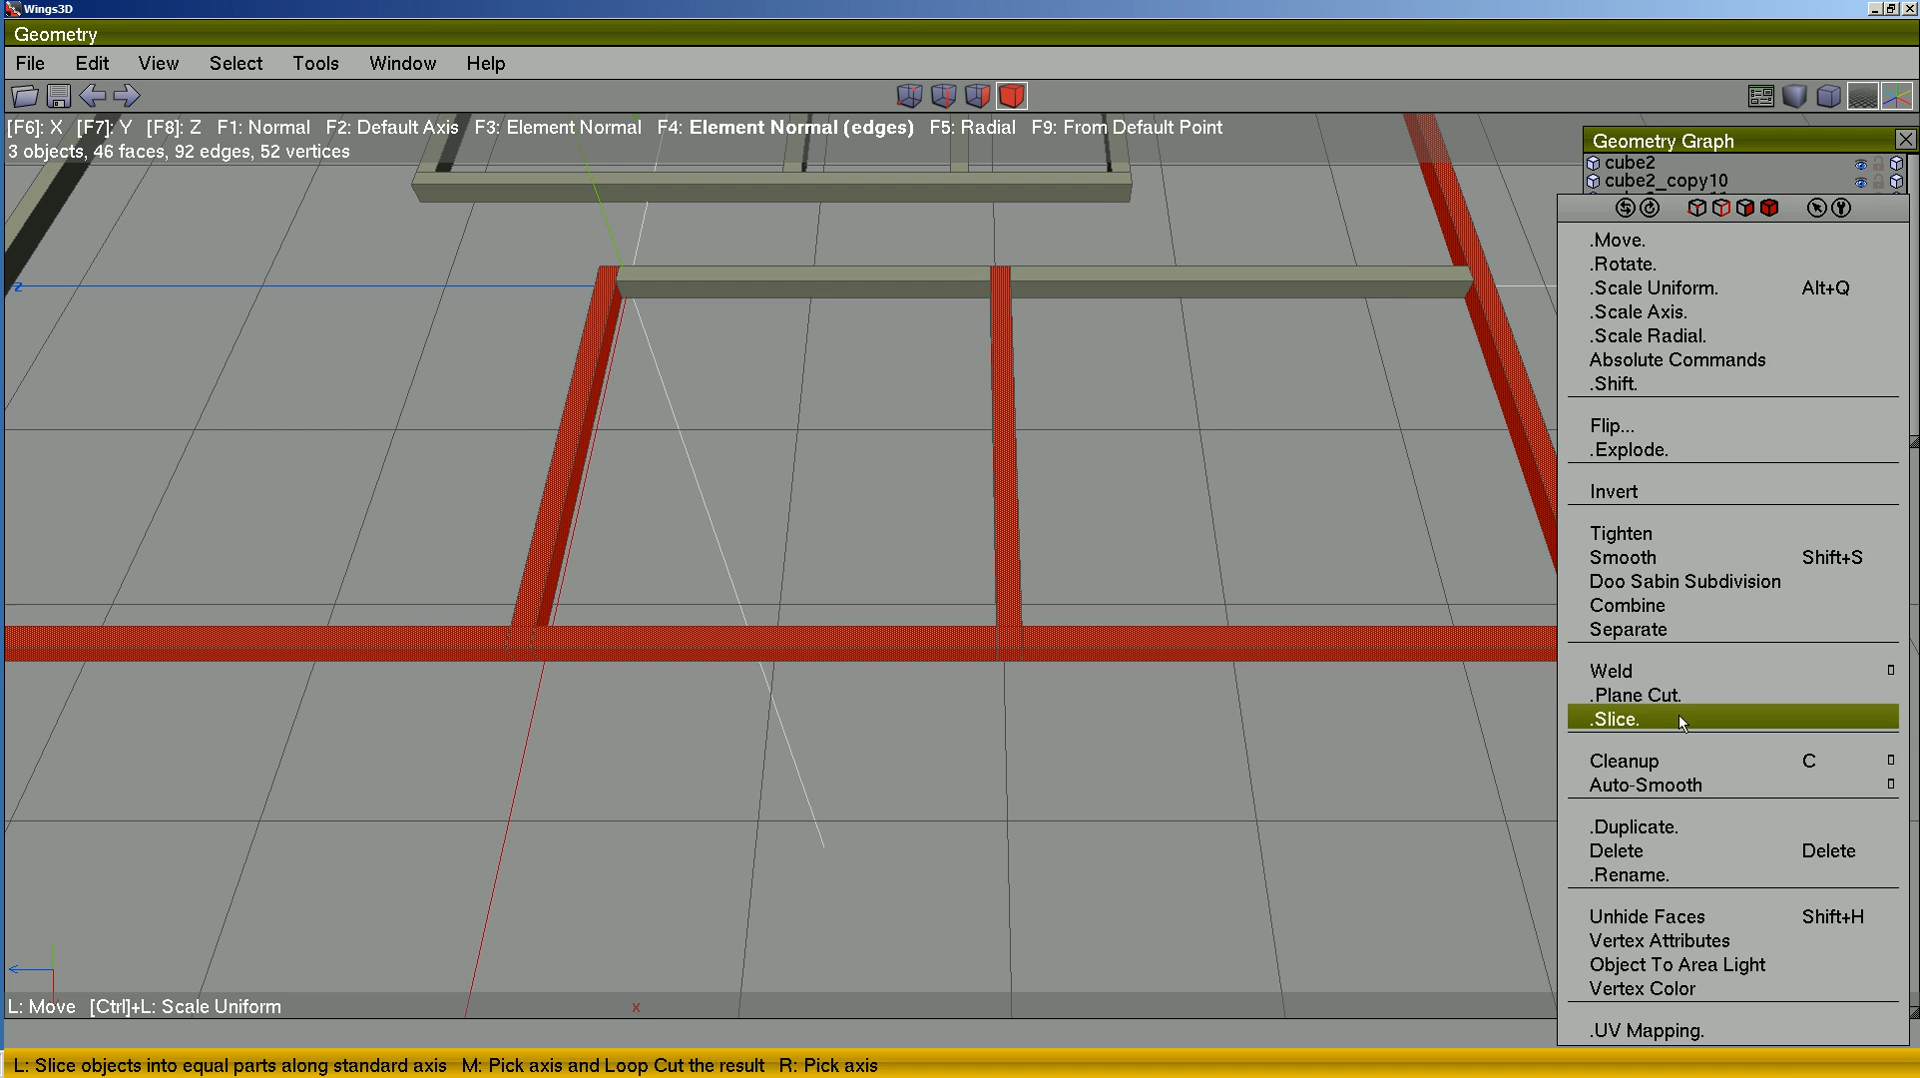 Wings3D
Geometry
File Edit View Select Tools Window Help
[F6]: X [F7]: Y [F8]: Z F1: Normal F2: Default Axis F3: Element Normal F4: Element Normal (edges) F5: Radial F9: From Default Point
3 objects, 46 faces, 92 edges, 52 vertices
Geometry Graph
cube2
cube2_copy10
.Move.
.Rotate.
.Scale Uniform. Alt+Q
.Scale Axis.
.Scale Radial.
Absolute Commands
.Shift.
Flip...
.Explode.
Invert
Tighten
Smooth Shift+S
Doo Sabin Subdivision
Combine
Separate
Weld
.Plane Cut.
.Slice.
Cleanup C
Auto-Smooth
.Duplicate.
Delete Delete
.Rename.
Unhide Faces Shift+H
Vertex Attributes
Object To Area Light
Vertex Color
.UV Mapping.
z
x
L: Move [Ctrl]+L: Scale Uniform
L: Slice objects into equal parts along standard axis M: Pick axis and Loop Cut the result R: Pick axis